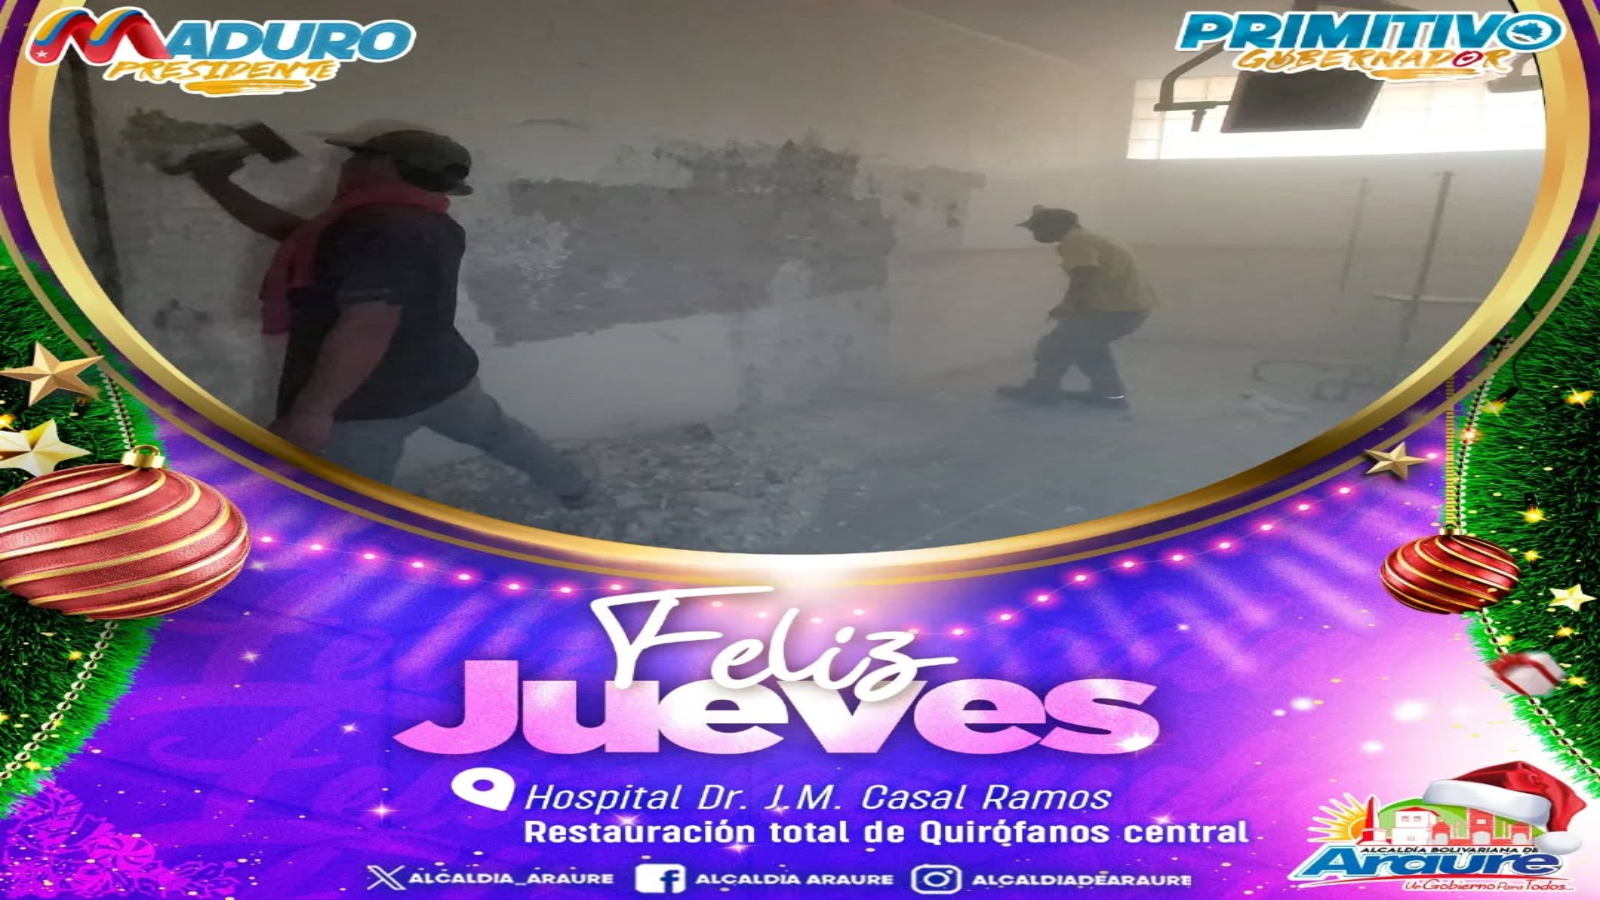 MADURO
PRESIDENTE
PRIMITIVO
GOBERNADOR
Feliz
Jueves
Hospital Dr. J.M. Casal Ramos
Restauración total de Quirófanos central
ALCALDIA_ARAURE ALCALDIA ARAURE ALCALDIADEARAURE
ALCALDÍA BOLIVARIANA DE
Araure
Un Gobierno Para Todos...